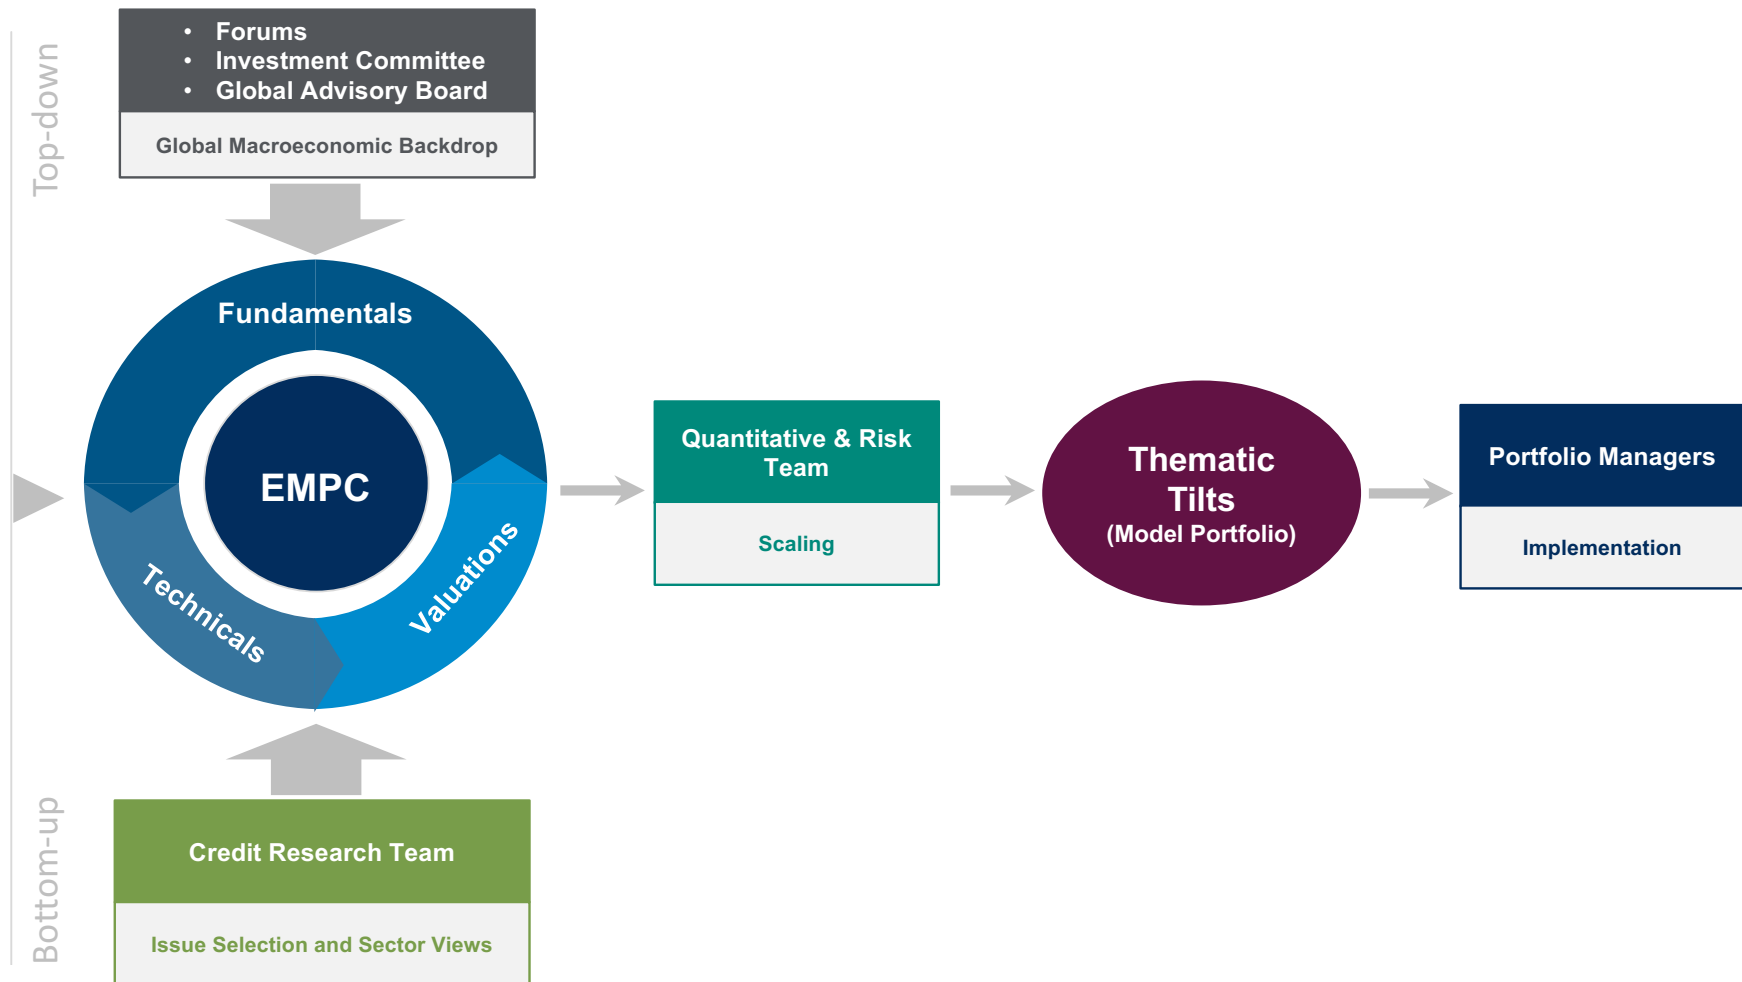 Top-down
• Forums
• Investment Committee
• Global Advisory Board
Global Macroeconomic Backdrop
Fundamentals
EMPC
Technicals
Valuations
Quantitative & Risk
Team
Scaling
Thematic
Tilts
(Model Portfolio)
Portfolio Managers
Implementation
Bottom-up
Credit Research Team
Issue Selection and Sector Views